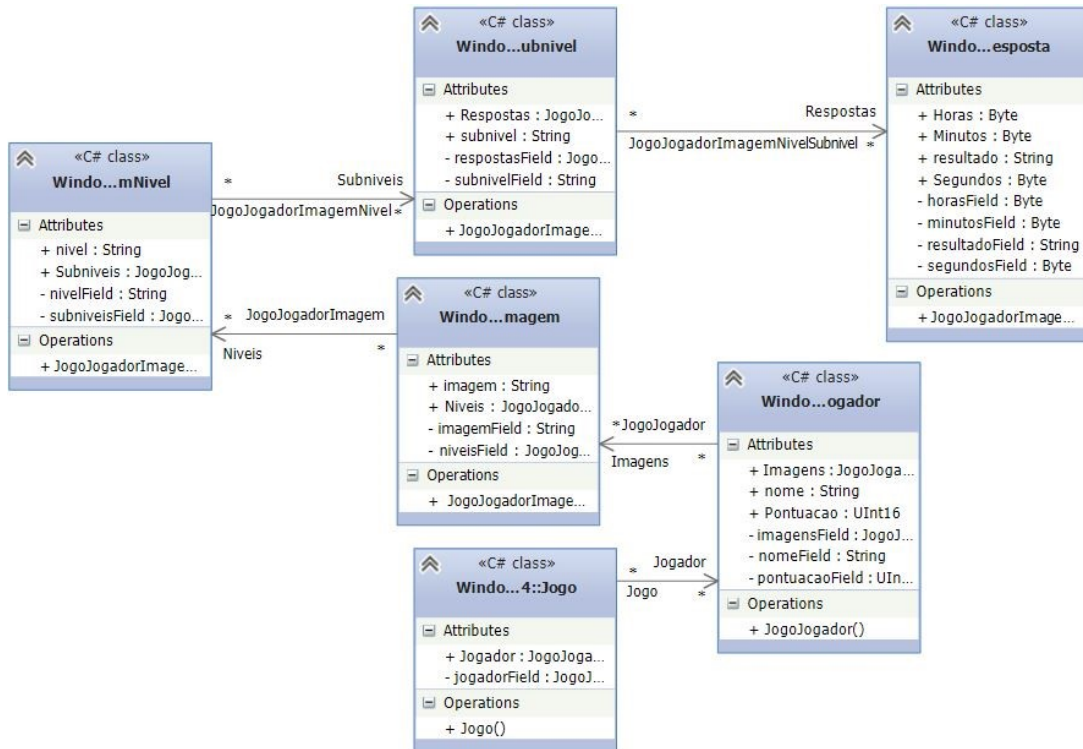 «C# class»
Windo...ubnivel
Attributes
+ Respostas : JogoJo...
+ subnivel : String
- respostasField : Jogo...
- subnivelField : String
Operations
+ JogoJogadorImage...
«C# class»
Windo...esposta
Attributes
+ Horas : Byte
+ Minutos : Byte
+ resultado : String
+ Segundos : Byte
- horasField : Byte
- minutosField : Byte
- resultadoField : String
- segundosField : Byte
Operations
+ JogoJogadorImage...
* Respostas
JogoJogadorImagemNivelSubnivel *
«C# class»
Windo...mNivel
Attributes
+ nivel : String
+ Subniveis : JogoJog...
- nivelField : String
- subniveisField : Jogo...
Operations
+ JogoJogadorImage...
* Subniveis
JogoJogadorImagemNivel *
«C# class»
Windo...magem
Attributes
+ imagem : String
+ Niveis : JogoJogado...
- imagemField : String
- niveisField : JogoJog...
Operations
+ JogoJogadorImage...
* JogoJogadorImagem
Niveis *
«C# class»
Windo...ogador
Attributes
+ Imagens : JogoJoga...
+ nome : String
+ Pontuacao : UInt16
- imagensField : JogoJ...
- nomeField : String
- pontuacaoField : UIn...
Operations
+ JogoJogador()
* JogoJogador
Imagens *
«C# class»
Windo...4::Jogo
Attributes
+ Jogador : JogoJoga...
- jogadorField : JogoJ...
Operations
+ Jogo()
* Jogador
Jogo *